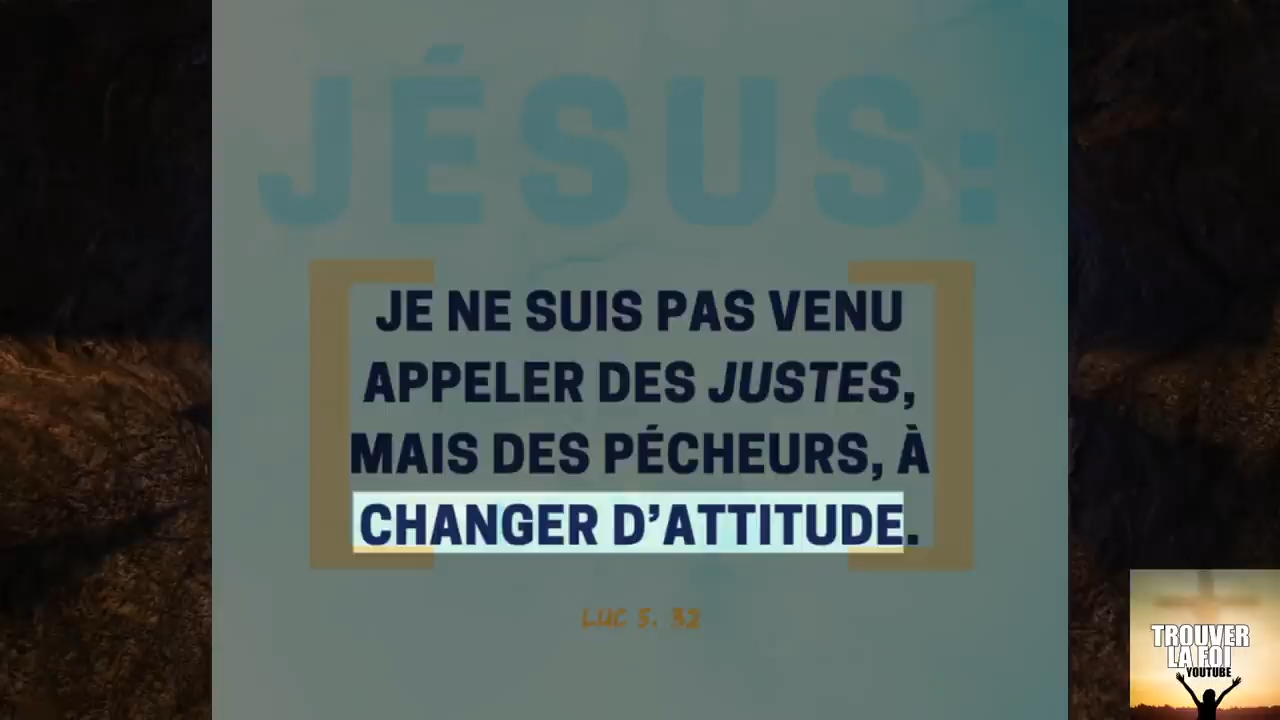 JÉSUS:
JE NE SUIS PAS VENU
APPELER DES JUSTES,
MAIS DES PÉCHEURS, À
CHANGER D'ATTITUDE.
LUC 5. 32
TROUVER
LA FOI
YOUTUBE